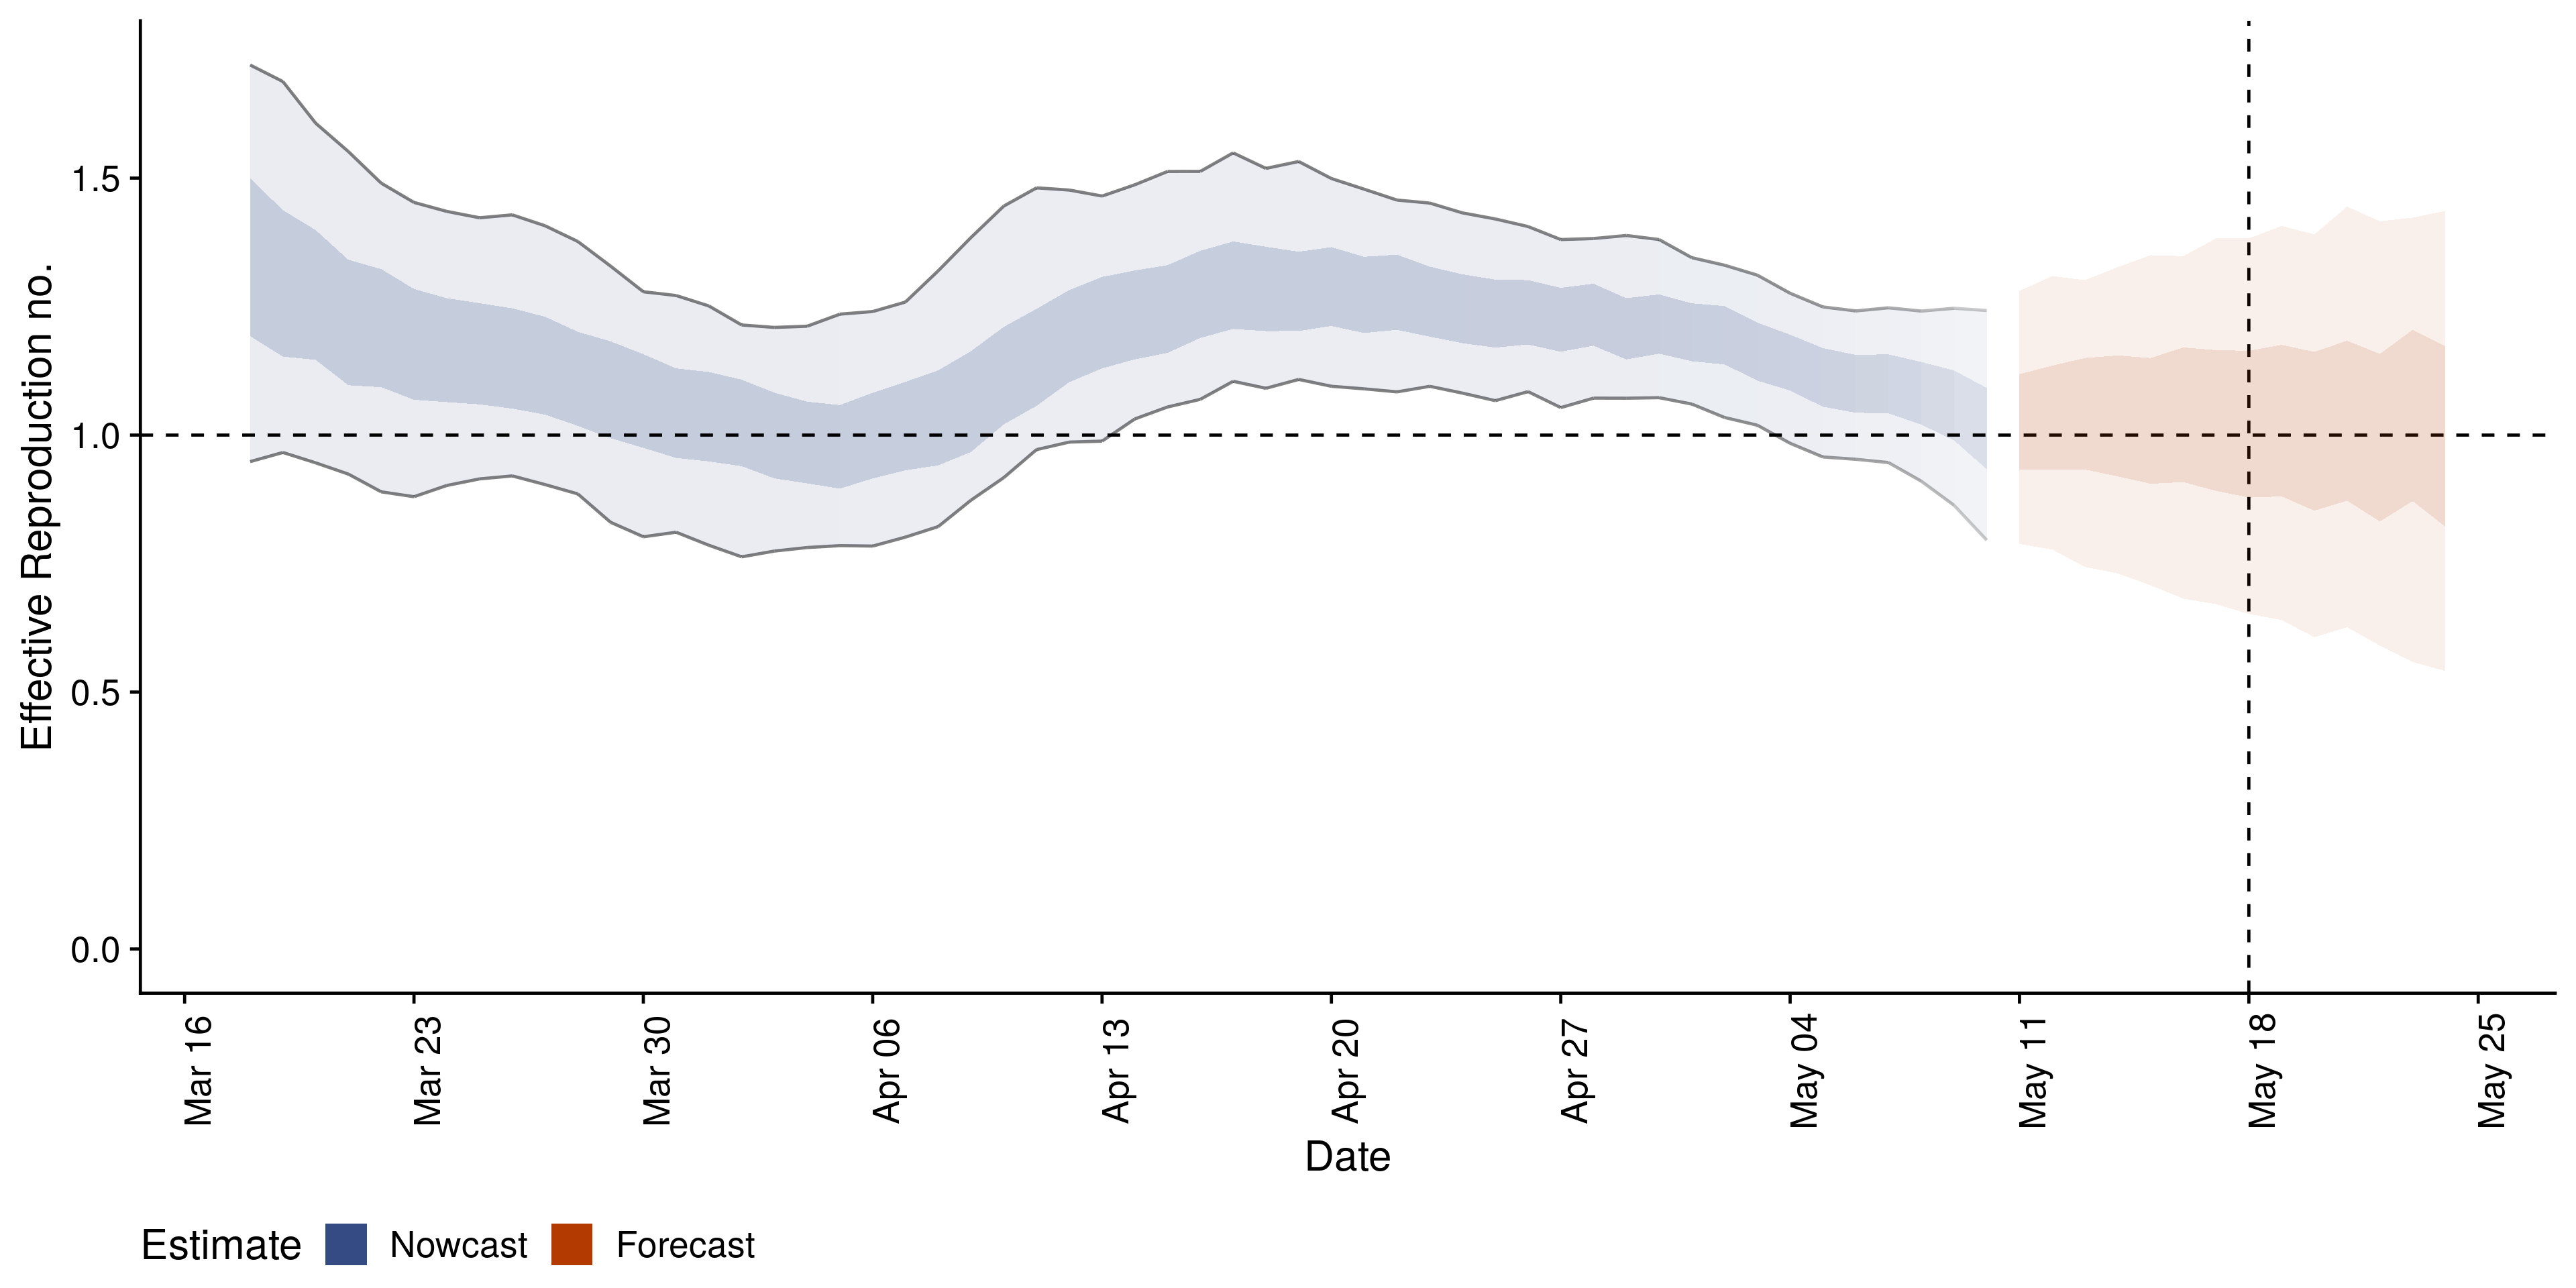 Effective Reproduction no.
1.5
1.0
0.5
0.0
Mar 16
Mar 23
Mar 30
Apr 06
Apr 13
Apr 20
Apr 27
May 04
May 11
May 18
May 25
Date
Estimate Nowcast Forecast